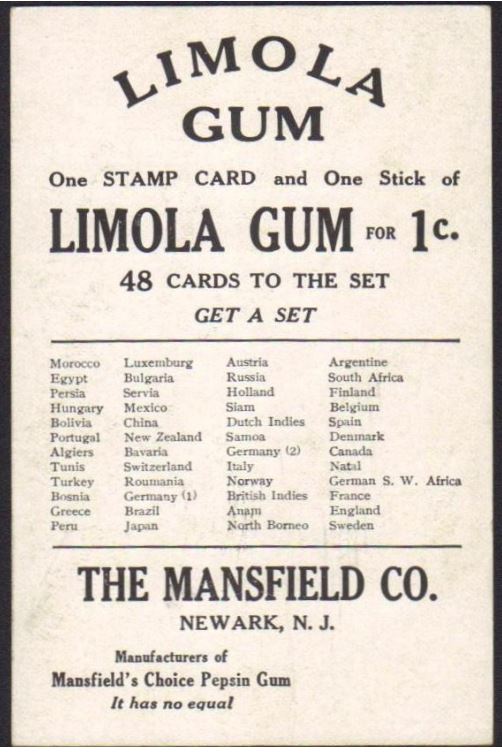 LIMOLA
GUM
One STAMP CARD and One Stick of
LIMOLA GUM FOR 1c.
48 CARDS TO THE SET
GET A SET
Morocco Luxemburg Austria Argentine
Egypt Bulgaria Russia South Africa
Persia Servia Holland Finland
Hungary Mexico Siam Belgium
Bolivia China Dutch Indies Spain
Portugal New Zealand Samoa Denmark
Algiers Bavaria Germany (2) Canada
Tunis Switzerland Italy Natal
Turkey Roumania Norway German S. W. Africa
Bosnia Germany (1) British Indies France
Greece Brazil Anam England
Peru Japan North Borneo Sweden
THE MANSFIELD CO.
NEWARK, N. J.
Manufacturers of
Mansfield's Choice Pepsin Gum
It has no equal